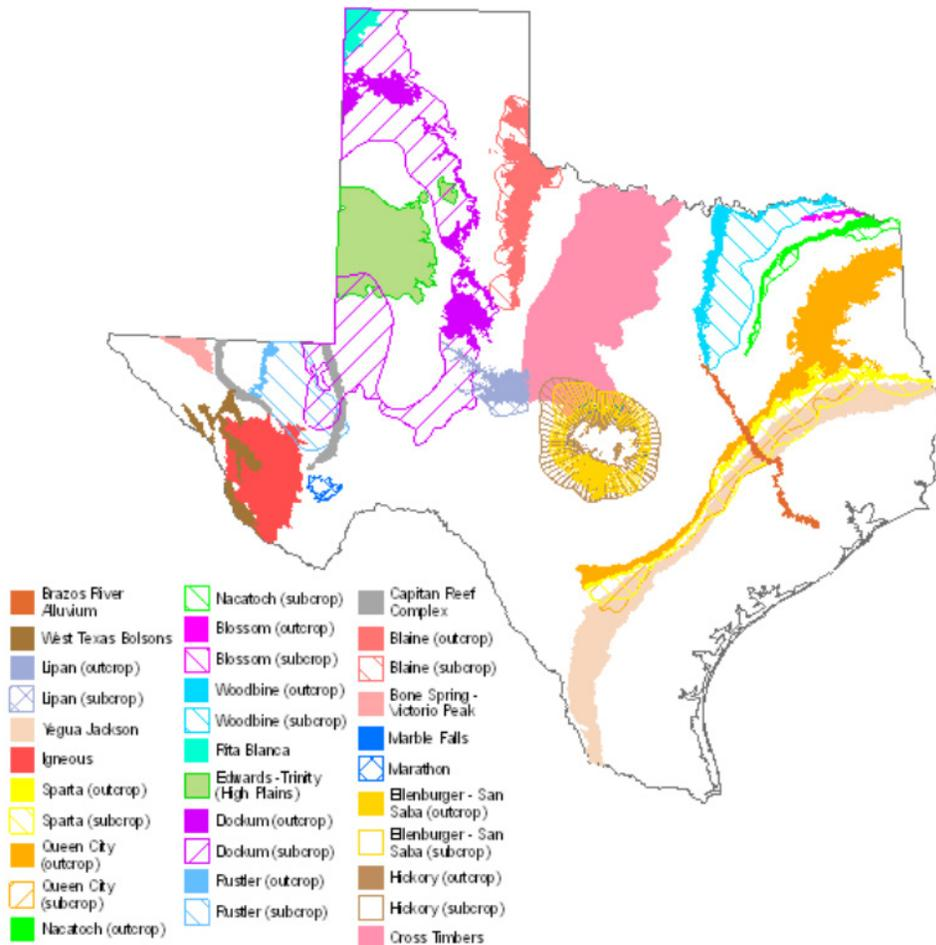 Brazos River
Alluvium
West Texas Bolsons
Lipan (outcrop)
Lipan (subcrop)
Yegua Jackson
Igneous
Sparta (outcrop)
Sparta (subcrop)
Queen City
(outcrop)
Queen City
(subcrop)
Nacatoch (outcrop)
Nacatoch (subcrop)
Blossom (outcrop)
Blossom (subcrop)
Woodbine (outcrop)
Woodbine (subcrop)
Rita Blanca
Edwards -Trinity
(High Plains)
Dockum (outcrop)
Dockum (subcrop)
Rustler (outcrop)
Rustler (subcrop)
Capitan Reef
Complex
Blaine (outcrop)
Blaine (subcrop)
Bone Spring -
Victorio Peak
Marble Falls
Marathon
Ellenburger - San
Saba (outcrop)
Ellenburger - San
Saba (subcrop)
Hickory (outcrop)
Hickory (subcrop)
Cross Timbers